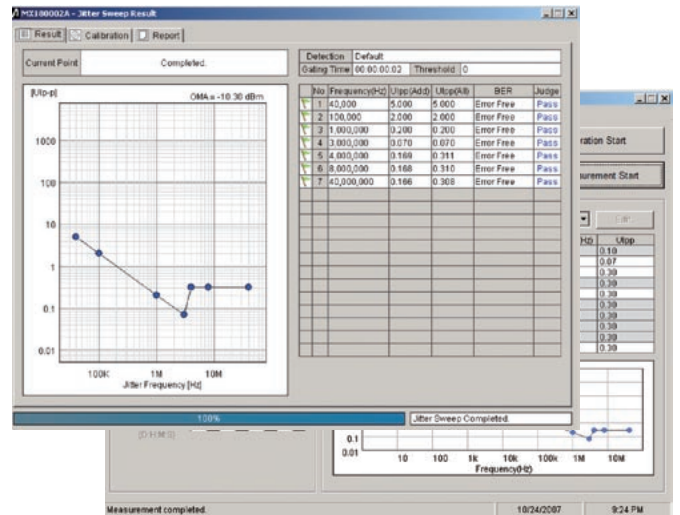 MX180002A - Jitter Sweep Result
Result Calibration Report
Current Point Completed.
Detection Default
Gating Time 00:00:00:02 Threshold 0
[UIp-p] OMA = -10.30 dBm
1000
100
10
1
0.1
0.01
100K 1M 10M
Jitter Frequency [Hz]
No Frequency(Hz) UIpp(Add) UIpp(All) BER Judge
1 40,000 5.000 5.000 Error Free Pass
2 100,000 2.000 2.000 Error Free Pass
3 1,000,000 0.200 0.200 Error Free Pass
4 3,000,000 0.070 0.070 Error Free Pass
5 4,000,000 0.169 0.311 Error Free Pass
6 8,000,000 0.168 0.310 Error Free Pass
7 40,000,000 0.166 0.308 Error Free Pass
100% Jitter Sweep Completed.
ration Start
urement Start
Edit
Hz) UIpp
0.10
0.07
0.30
0.30
0.30
0.30
0.30
0.30
0.30
(D:H:M:S)
0.1
0.01
10 100 1k 10k 100k 1M 10M
Frequency(Hz)
Measurement completed. 10/24/2007 9:24 PM